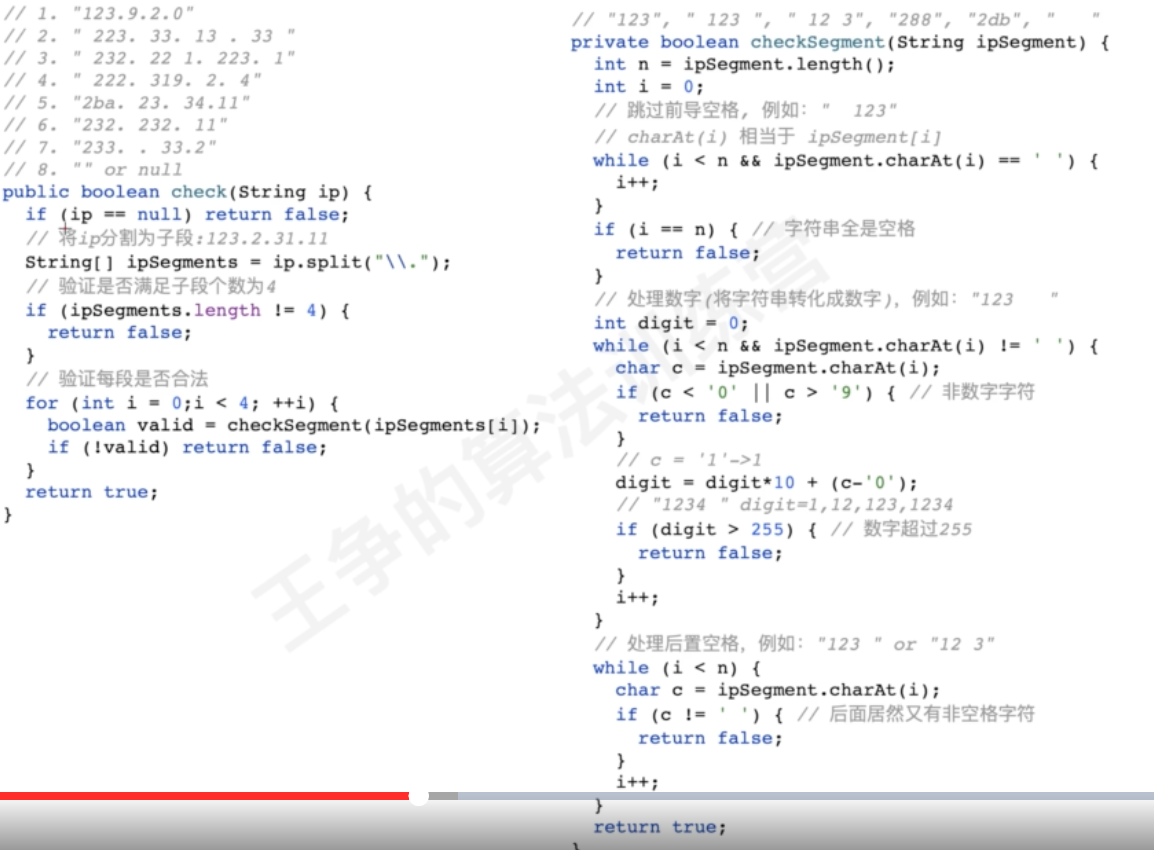 // 1. "123.9.2.0"
// 2. " 223. 33. 13 . 33 "
// 3. " 232. 22 1. 223. 1"
// 4. " 222. 319. 2. 4"
// 5. "2ba. 23. 34.11"
// 6. "232. 232. 11"
// 7. "233. . 33.2"
// 8. "" or null
public boolean check(String ip) {
  if (ip == null) return false;
  // 将ip分割为子段:123.2.31.11
  String[] ipSegments = ip.split("\\.");
  // 验证是否满足子段个数为4
  if (ipSegments.length != 4) {
    return false;
  }
  // 验证每段是否合法
  for (int i = 0;i < 4; ++i) {
    boolean valid = checkSegment(ipSegments[i]);
    if (!valid) return false;
  }
  return true;
}
// "123", " 123 ", " 12 3", "288", "2db", "   "
private boolean checkSegment(String ipSegment) {
  int n = ipSegment.length();
  int i = 0;
  // 跳过前导空格, 例如: "  123"
  // charAt(i) 相当于 ipSegment[i]
  while (i < n && ipSegment.charAt(i) == ' ') {
    i++;
  }
  if (i == n) { // 字符串全是空格
    return false;
  }
  // 处理数字(将字符串转化成数字), 例如: "123   "
  int digit = 0;
  while (i < n && ipSegment.charAt(i) != ' ') {
    char c = ipSegment.charAt(i);
    if (c < '0' || c > '9') { // 非数字字符
      return false;
    }
    // c = '1'->1
    digit = digit*10 + (c-'0');
    // "1234 " digit=1,12,123,1234
    if (digit > 255) { // 数字超过255
      return false;
    }
    i++;
  }
  // 处理后置空格, 例如: "123 " or "12 3"
  while (i < n) {
    char c = ipSegment.charAt(i);
    if (c != ' ') { // 后面居然又有非空格字符
      return false;
    }
    i++;
  }
  return true;
}
王争的算法训练营